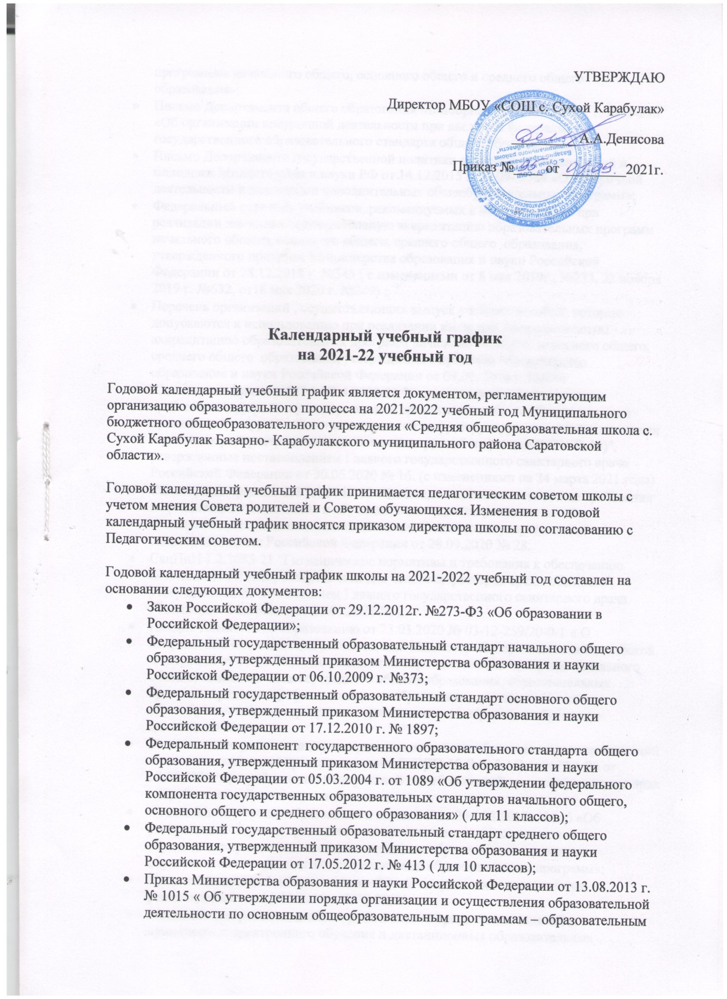 УТВЕРЖДАЮ
Директор МБОУ «СОШ с. Сухой Карабулак»
А.А.Денисова
Приказ № 95 от 01.09. 2021г.
Календарный учебный график
на 2021-22 учебный год
Годовой календарный учебный график является документом, регламентирующим
организацию образовательного процесса на 2021-2022 учебный год Муниципального
бюджетного общеобразовательного учреждения «Средняя общеобразовательная школа с.
Сухой Карабулак Базарно- Карабулакского муниципального района Саратовской
области».
Годовой календарный учебный график принимается педагогическим советом школы с
учетом мнения Совета родителей и Советом обучающихся. Изменения в годовой
календарный учебный график вносятся приказом директора школы по согласованию с
Педагогическим советом.
Годовой календарный учебный график школы на 2021-2022 учебный год составлен на
основании следующих документов:
• Закон Российской Федерации от 29.12.2012г. №273-ФЗ «Об образовании в
Российской Федерации»;
• Федеральный государственный образовательный стандарт начального общего
образования, утвержденный приказом Министерства образования и науки
Российской Федерации от 06.10.2009 г. №373;
• Федеральный государственный образовательный стандарт основного общего
образования, утвержденный приказом Министерства образования и науки
Российской Федерации от 17.12.2010 г. № 1897;
• Федеральный компонент государственного образовательного стандарта общего
образования, утвержденный приказом Министерства образования и науки
Российской Федерации от 05.03.2004 г. от 1089 «Об утверждении федерального
компонента государственных образовательных стандартов начального общего,
основного общего и среднего общего образования» ( для 11 классов);
• Федеральный государственный образовательный стандарт среднего общего
образования, утвержденный приказом Министерства образования и науки
Российской Федерации от 17.05.2012 г. № 413 ( для 10 классов);
• Приказ Министерства образования и науки Российской Федерации от 13.08.2013 г.
№ 1015 « Об утверждении порядка организации и осуществления образовательной
деятельности по основным общеобразовательным программам – образовательным